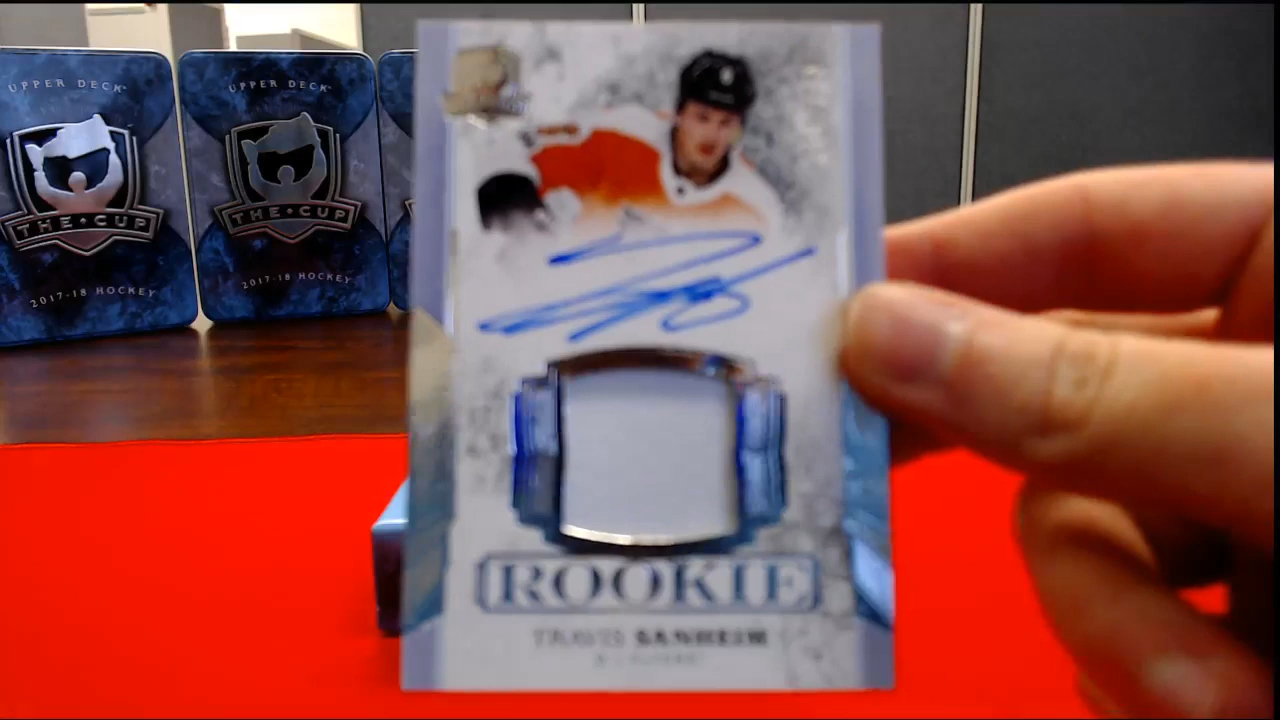 UPPER DECK
THE CUP
2017-18 HOCKEY
UPPER DECK
THE CUP
2017-18 HOCKEY
ROOKIE
TRAVIS SANHEIM